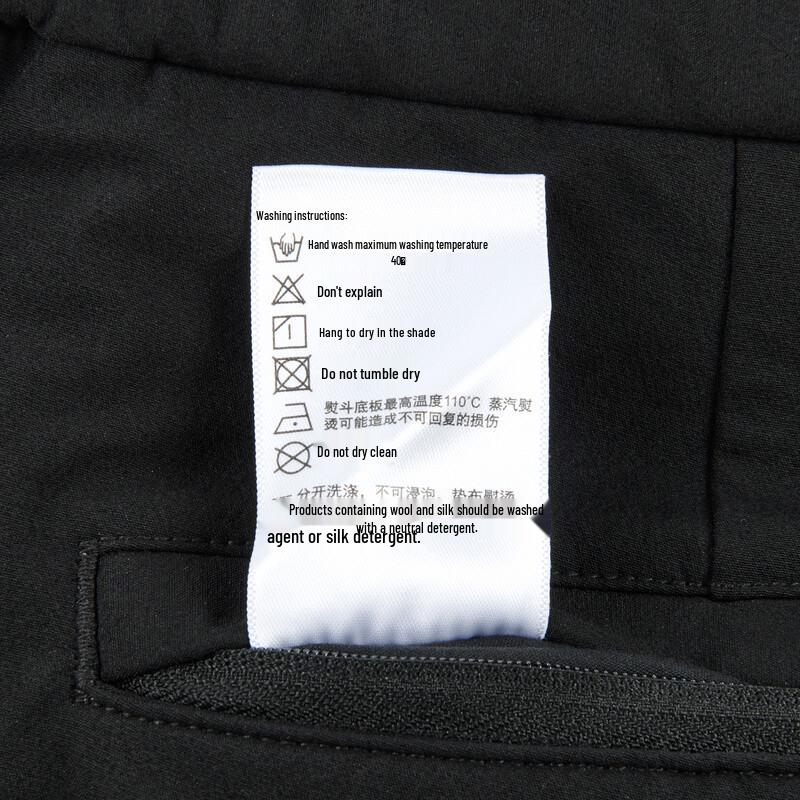 Washing instructions:
Hand wash maximum washing temperature
40
Don't explain
Hang to dry in the shade
Do not tumble dry
熨斗底板最高温度110℃ 蒸汽熨
烫可能造成不可回复的损伤
Do not dry clean
分开洗涤，不可浸泡，垫布熨烫
Products containing wool and silk should be washed
with a neutral detergent.
agent or silk detergent.